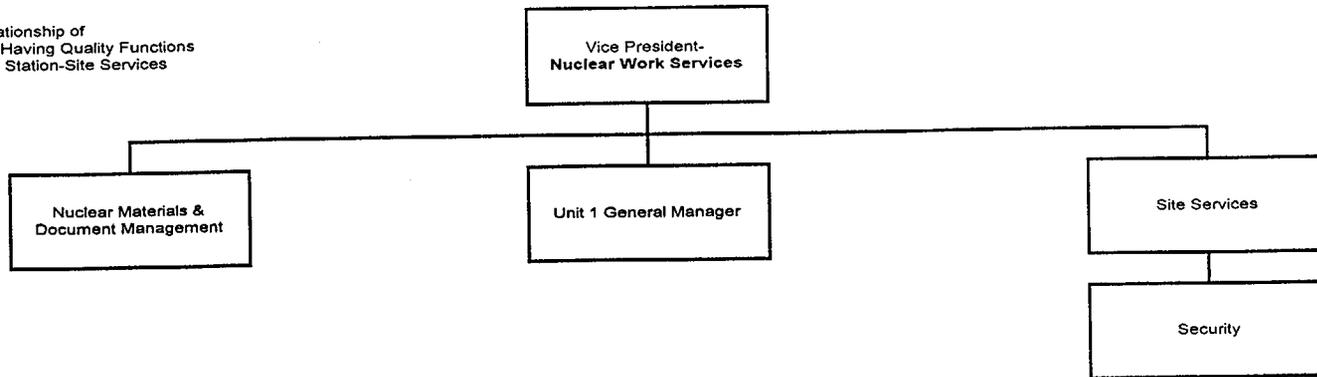 ationship of
Having Quality Functions
Station-Site Services
Vice President-
Nuclear Work Services
Nuclear Materials &
Document Management
Unit 1 General Manager
Site Services
Security